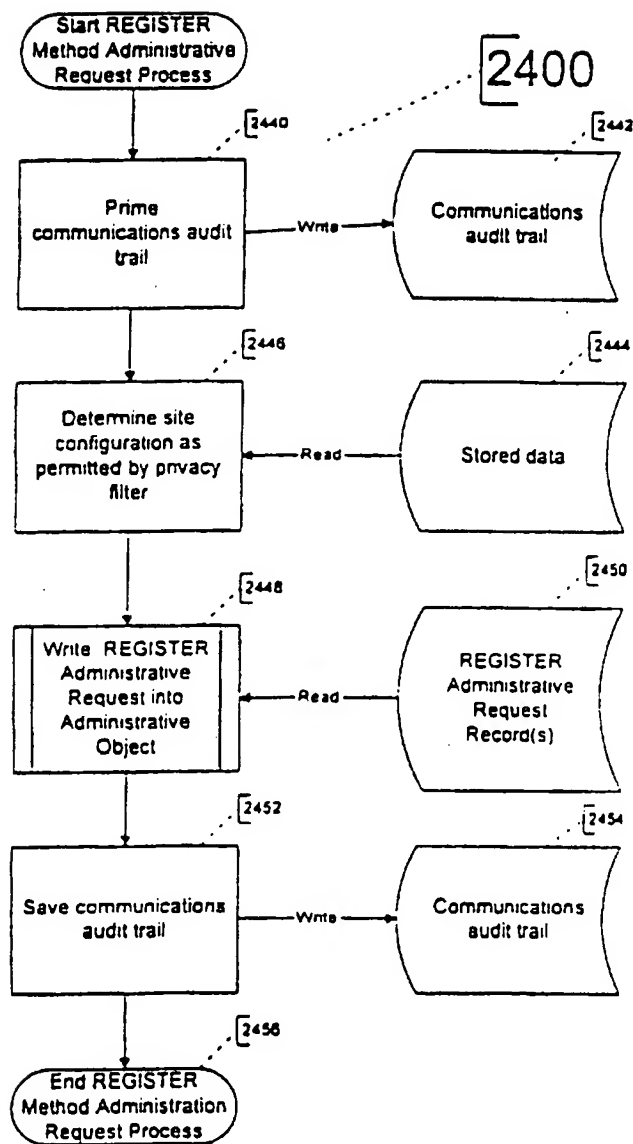 Start REGISTER
Method Administrative
Request Process
2400
2440
2442
Prime
communications audit
trail
Write
Communications
audit trail
2446
2444
Determine site
configuration as
permitted by privacy
filter
Read
Stored data
2448
2450
Write REGISTER
Administrative
Request into
Administrative
Object
Read
REGISTER
Administrative
Request
Record(s)
2452
2454
Save communications
audit trail
Write
Communications
audit trail
2456
End REGISTER
Method Administration
Request Process